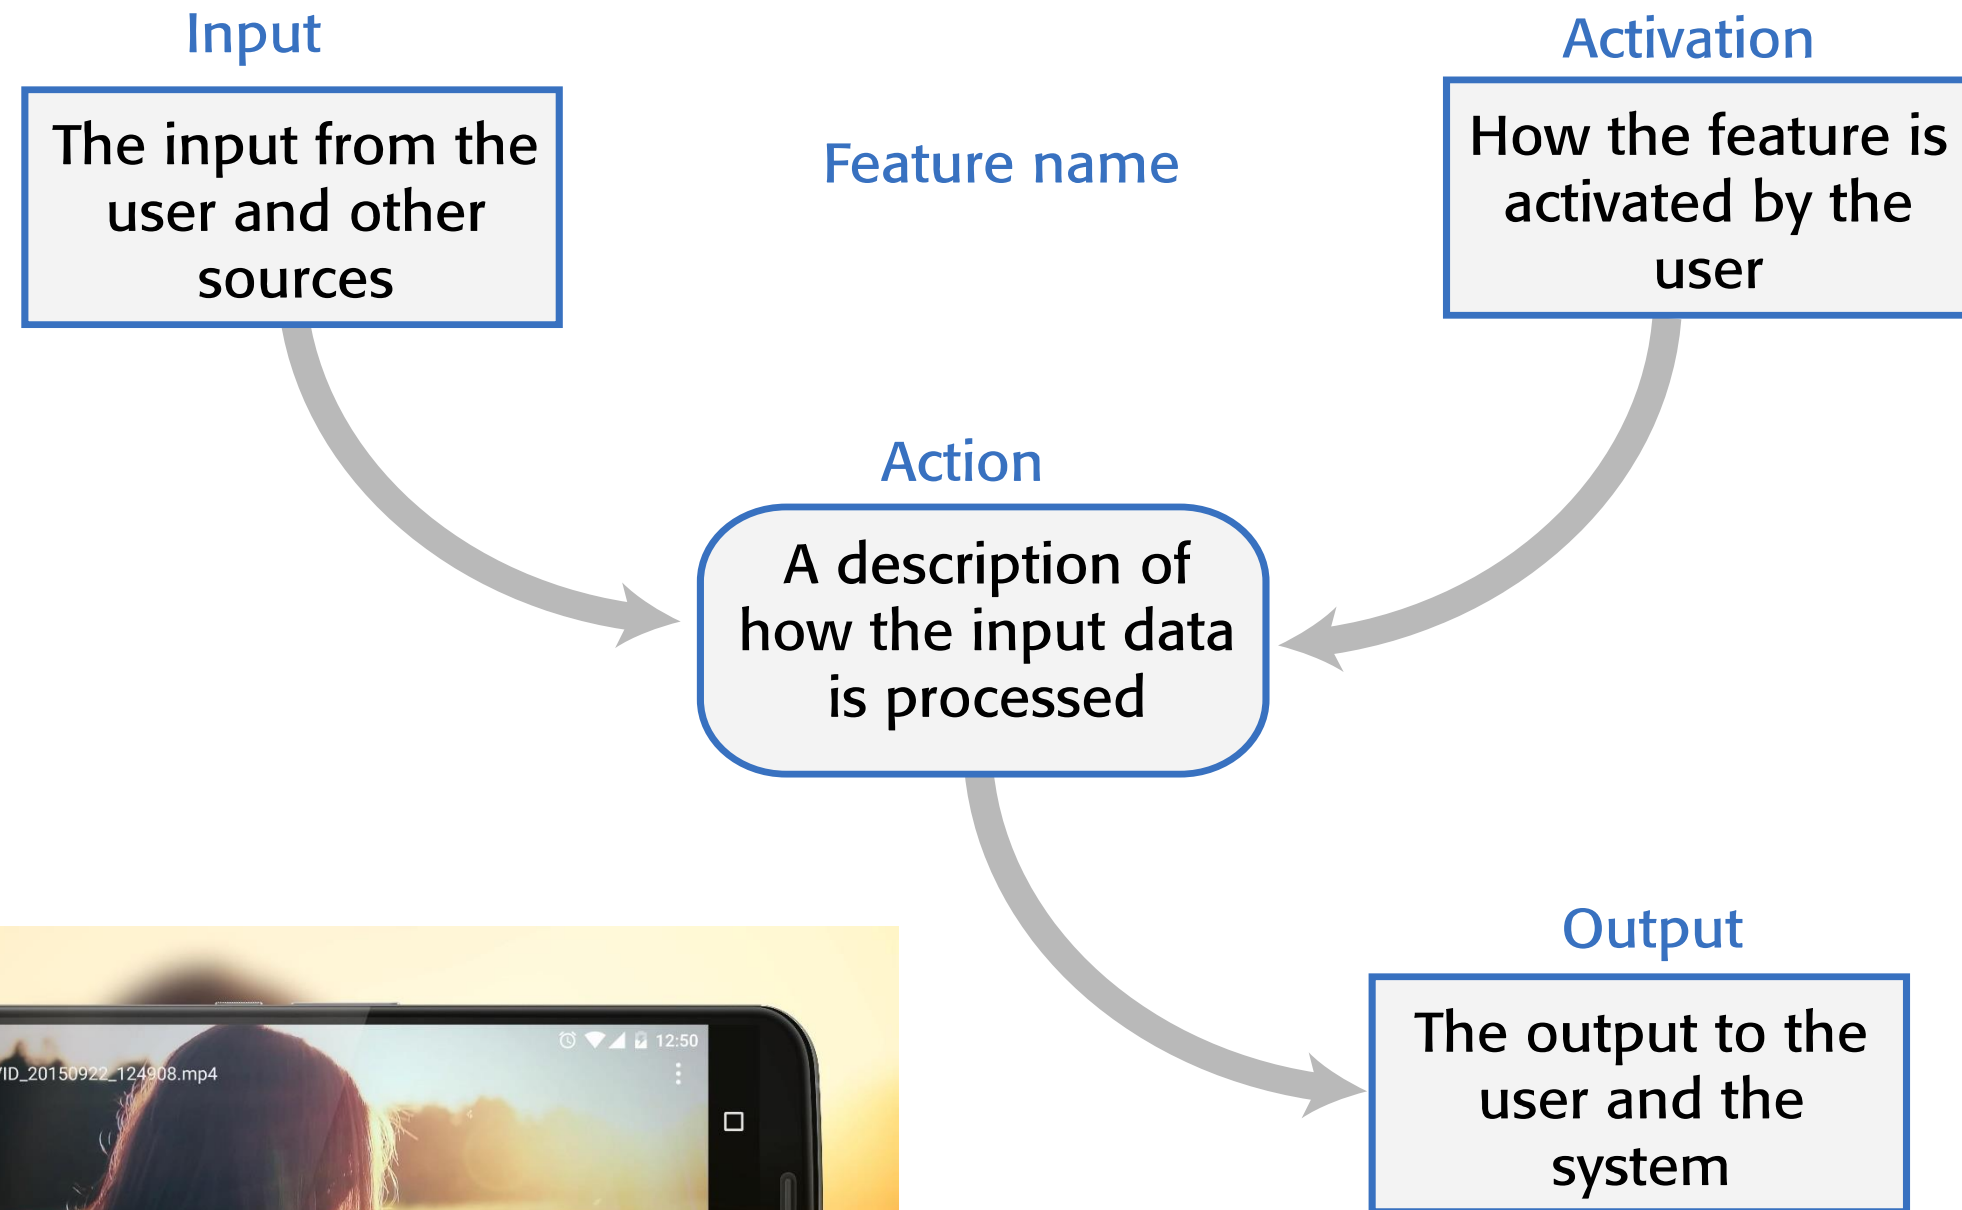 Input
The input from the
user and other
sources
Feature name
Activation
How the feature is
activated by the
user
Action
A description of
how the input data
is processed
Output
The output to the
user and the
system
12:50
ID_20150922_124908.mp4